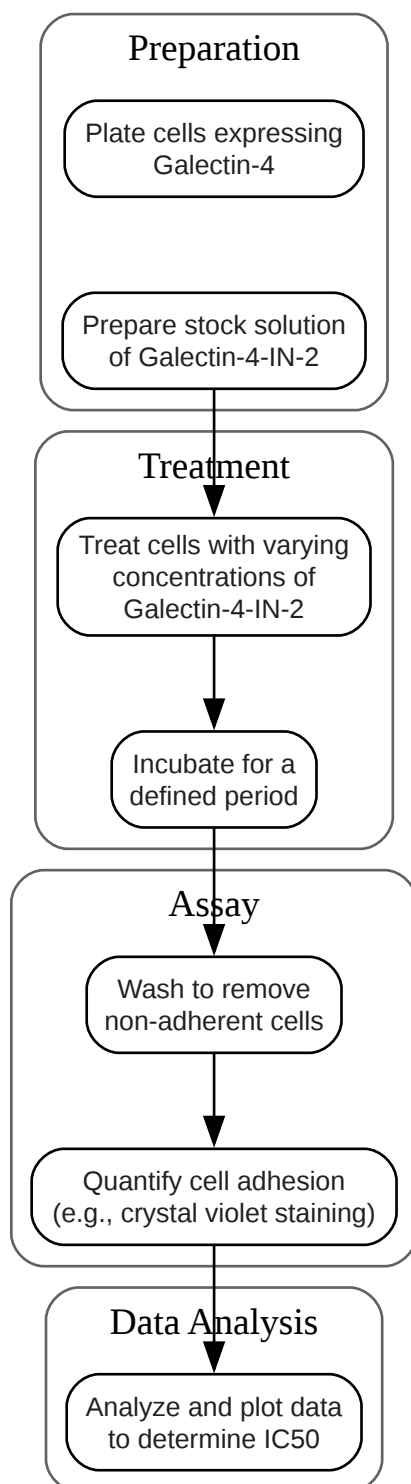 Preparation
Plate cells expressing
Galectin-4
Prepare stock solution
of Galectin-4-IN-2
Treatment
Treat cells with varying
concentrations of
Galectin-4-IN-2
Incubate for a
defined period
Assay
Wash to remove
non-adherent cells
Quantify cell adhesion
(e.g., crystal violet staining)
Data Analysis
Analyze and plot data
to determine IC50